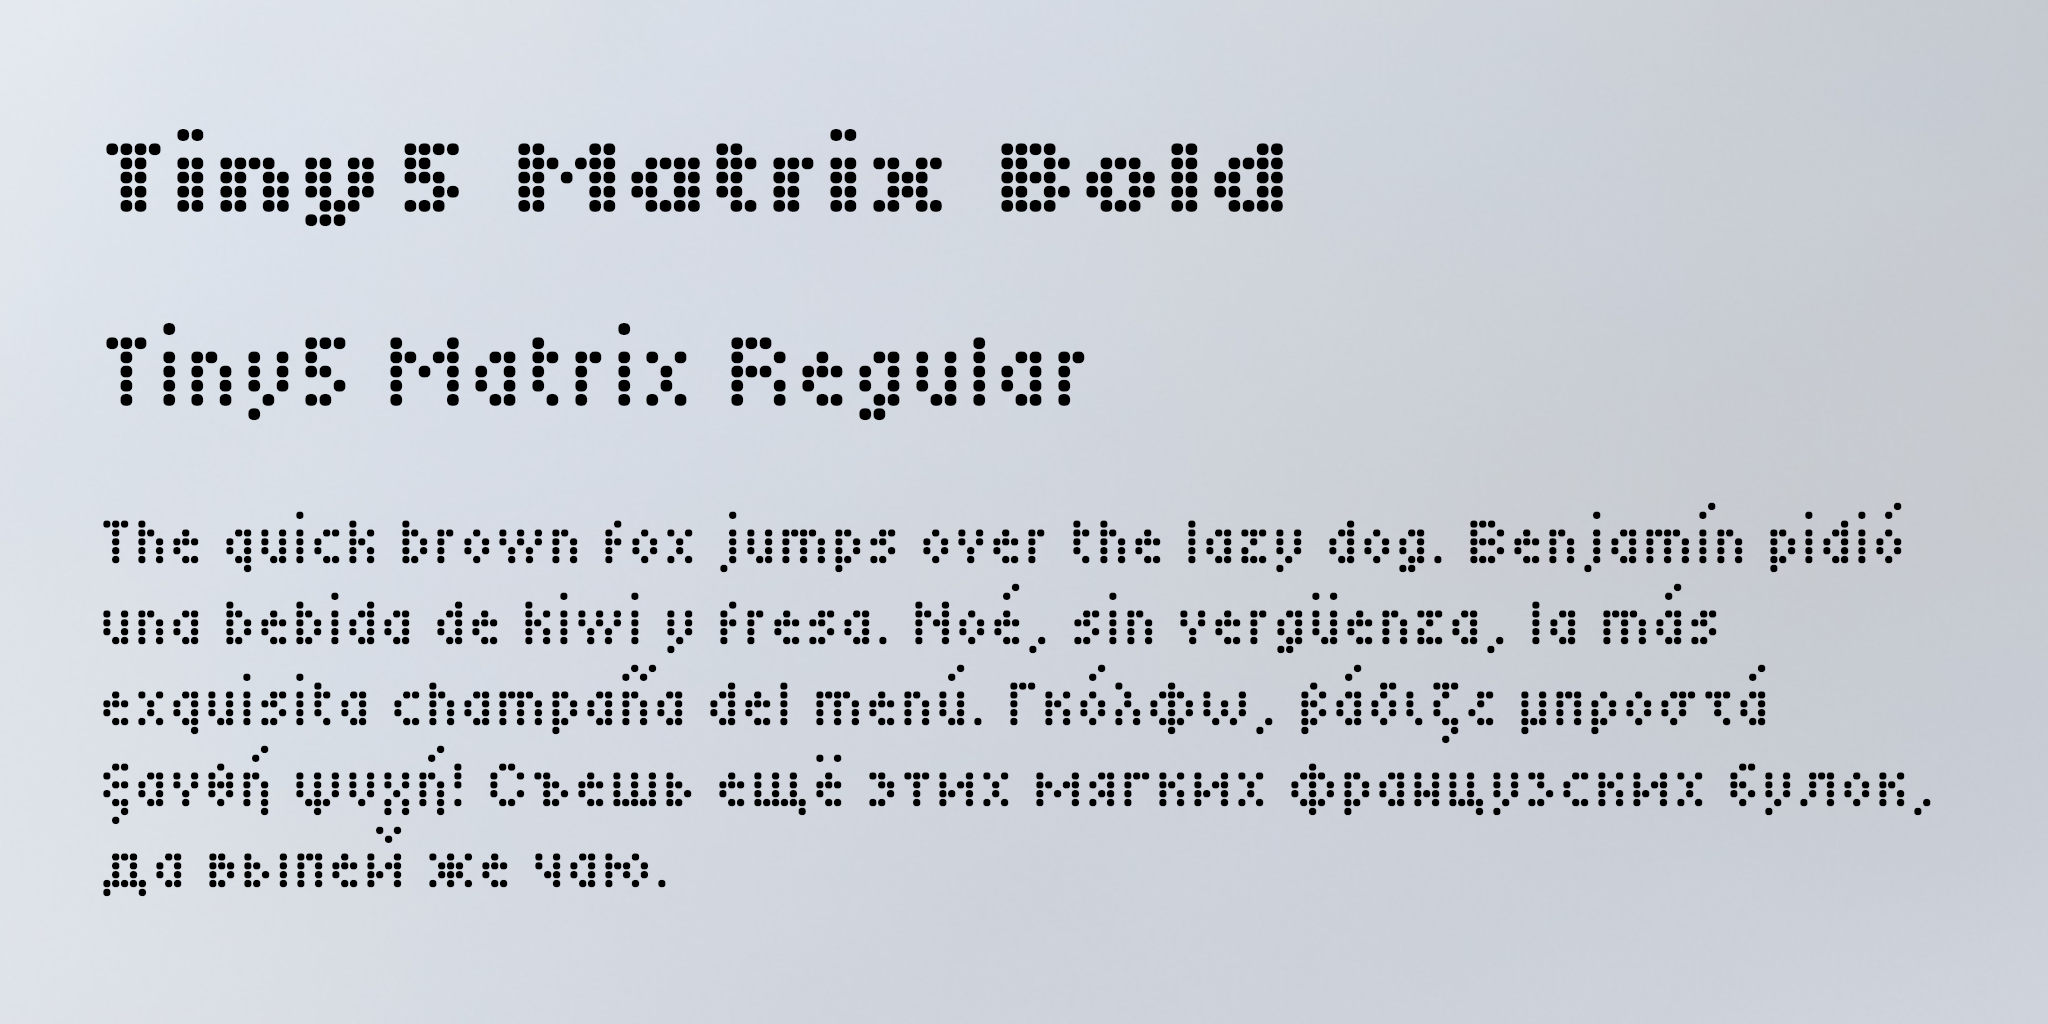 Tiny5 Matrix Bold
Tiny5 Matrix Regular
The quick brown fox jumps over the lazy dog. Benjamín pidió
una bebida de kiwi y fresa. Noé, sin vergüenza, la más
exquisita champaña del menú. Γκόλφω, βάδιζε μπροστά
ξανθή ψυχή! Съешь ещё этих мягких французских булок,
да выпей же чаю.